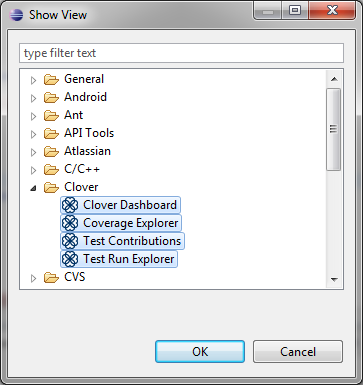 Show View
type filter text
General
Android
Ant
API Tools
Atlassian
C/C++
Clover
Clover Dashboard
Coverage Explorer
Test Contributions
Test Run Explorer
CVS
OK
Cancel